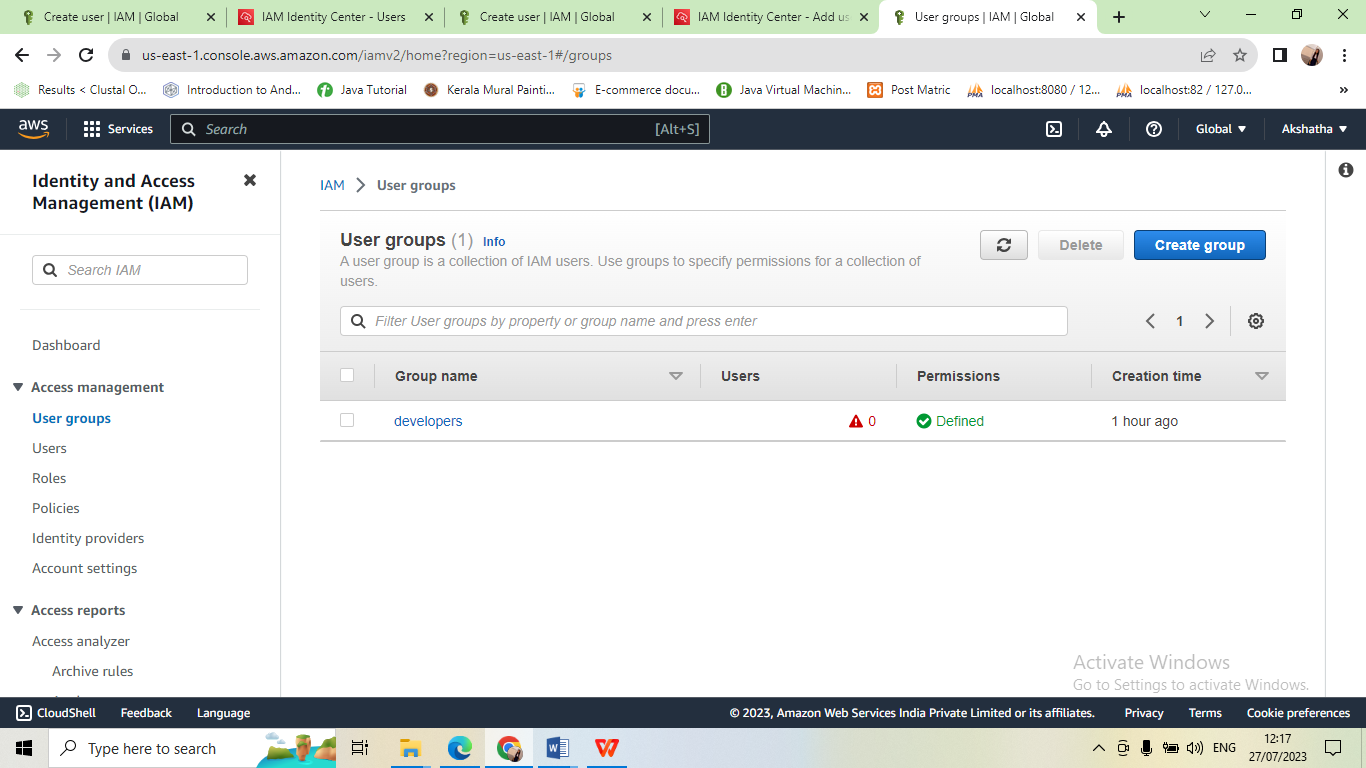 Create user | IAM | Global
IAM Identity Center - Users
Create user | IAM | Global
IAM Identity Center - Add us
User groups | IAM | Global
us-east-1.console.aws.amazon.com/iamv2/home?region=us-east-1#/groups
Results < Clustal O...
Introduction to And...
Java Tutorial
Kerala Mural Painti...
E-commerce docu...
Java Virtual Machin...
Post Matric
localhost:8080 / 12...
localhost:82 / 127.0...
»
aws
Services
Search
[Alt+S]
Global
Akshatha
Identity and Access
Management (IAM)
Search IAM
Dashboard
Access management
User groups
Users
Roles
Policies
Identity providers
Account settings
Access reports
Access analyzer
Archive rules
IAM > User groups
User groups (1) Info
A user group is a collection of IAM users. Use groups to specify permissions for a collection of
users.
Delete
Create group
Filter User groups by property or group name and press enter
1
Group name
Users
Permissions
Creation time
developers
0
Defined
1 hour ago
Activate Windows
Go to Settings to activate Windows.
CloudShell
Feedback
Language
© 2023, Amazon Web Services India Private Limited or its affiliates.
Privacy
Terms
Cookie preferences
Type here to search
ENG
12:17
27/07/2023